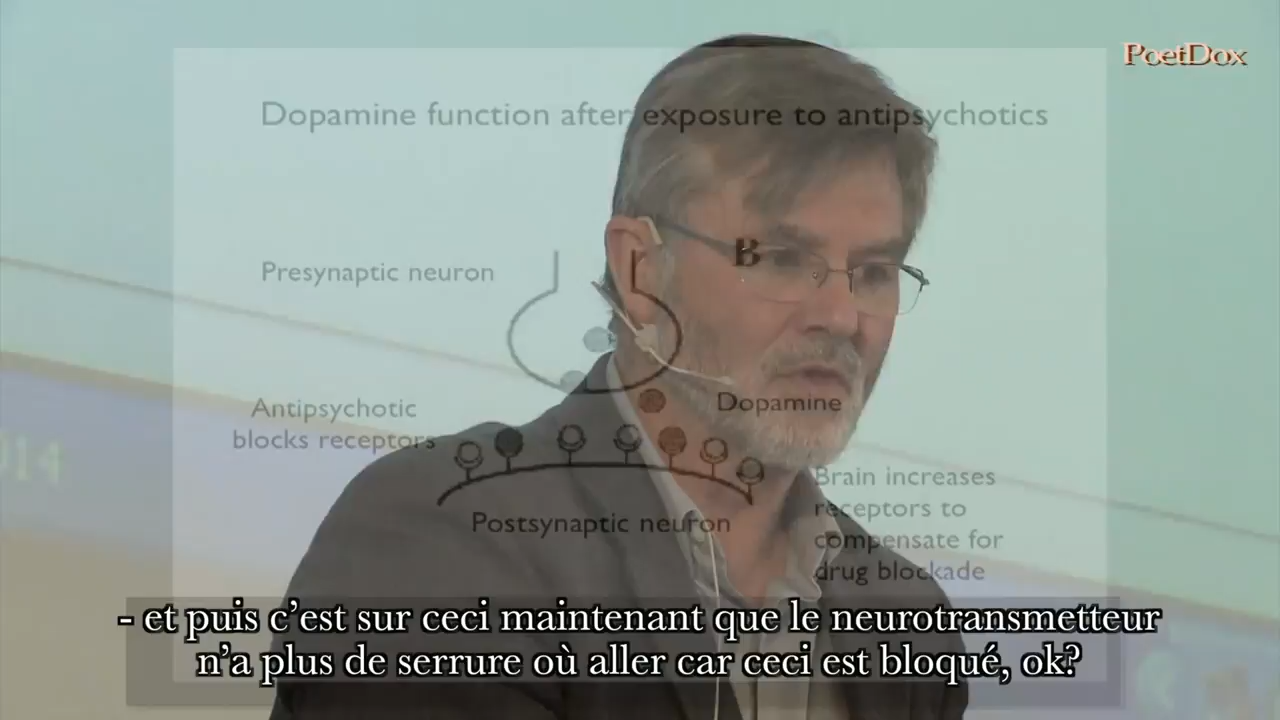 PoetDox
Dopamine function after exposure to antipsychotics
B
Presynaptic neuron
Antipsychotic
blocks receptors
Dopamine
Postsynaptic neuron
Brain increases
receptors to
compensate for
drug blockade
014
- et puis c’est sur ceci maintenant que le neurotransmetteur
n’a plus de serrure où aller car ceci est bloqué, ok?